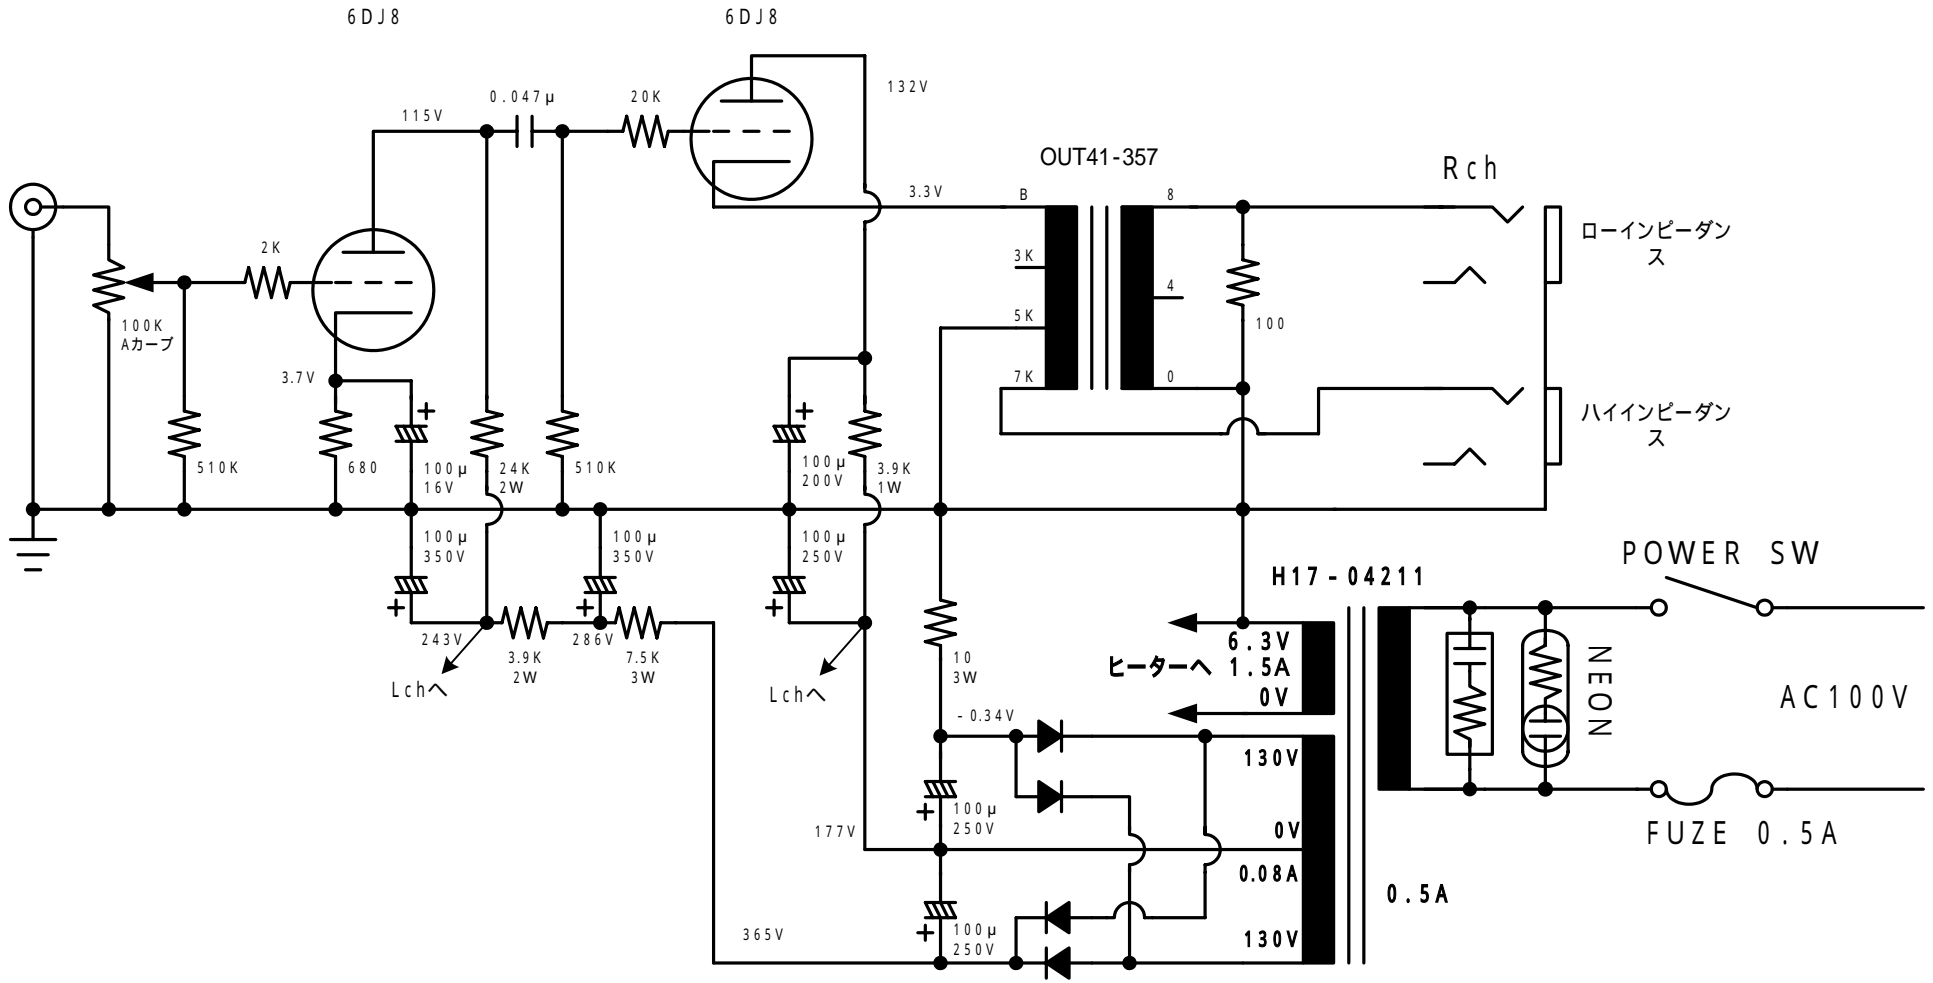 6DJ8
6DJ8
132V
0.047μ
20K
115V
OUT41-357
Rch
3.3V
B
8
ローインピーダン
ス
2K
3K
4
5K
100
100K
Aカーブ
3.7V
7K
0
ハイインピーダン
ス
510K
680
100μ
16V
24K
2W
510K
100μ
200V
3.9K
1W
100μ
350V
100μ
350V
100μ
250V
POWER SW
H17-04211
243V
286V
3.9K
2W
7.5K
3W
10
3W
6.3V
ヒーターへ 1.5A
0V
Lchへ
Lchへ
NEON
AC100V
-0.34V
130V
100μ
250V
177V
0V
FUZE 0.5A
0.08A
0.5A
100μ
250V
365V
130V